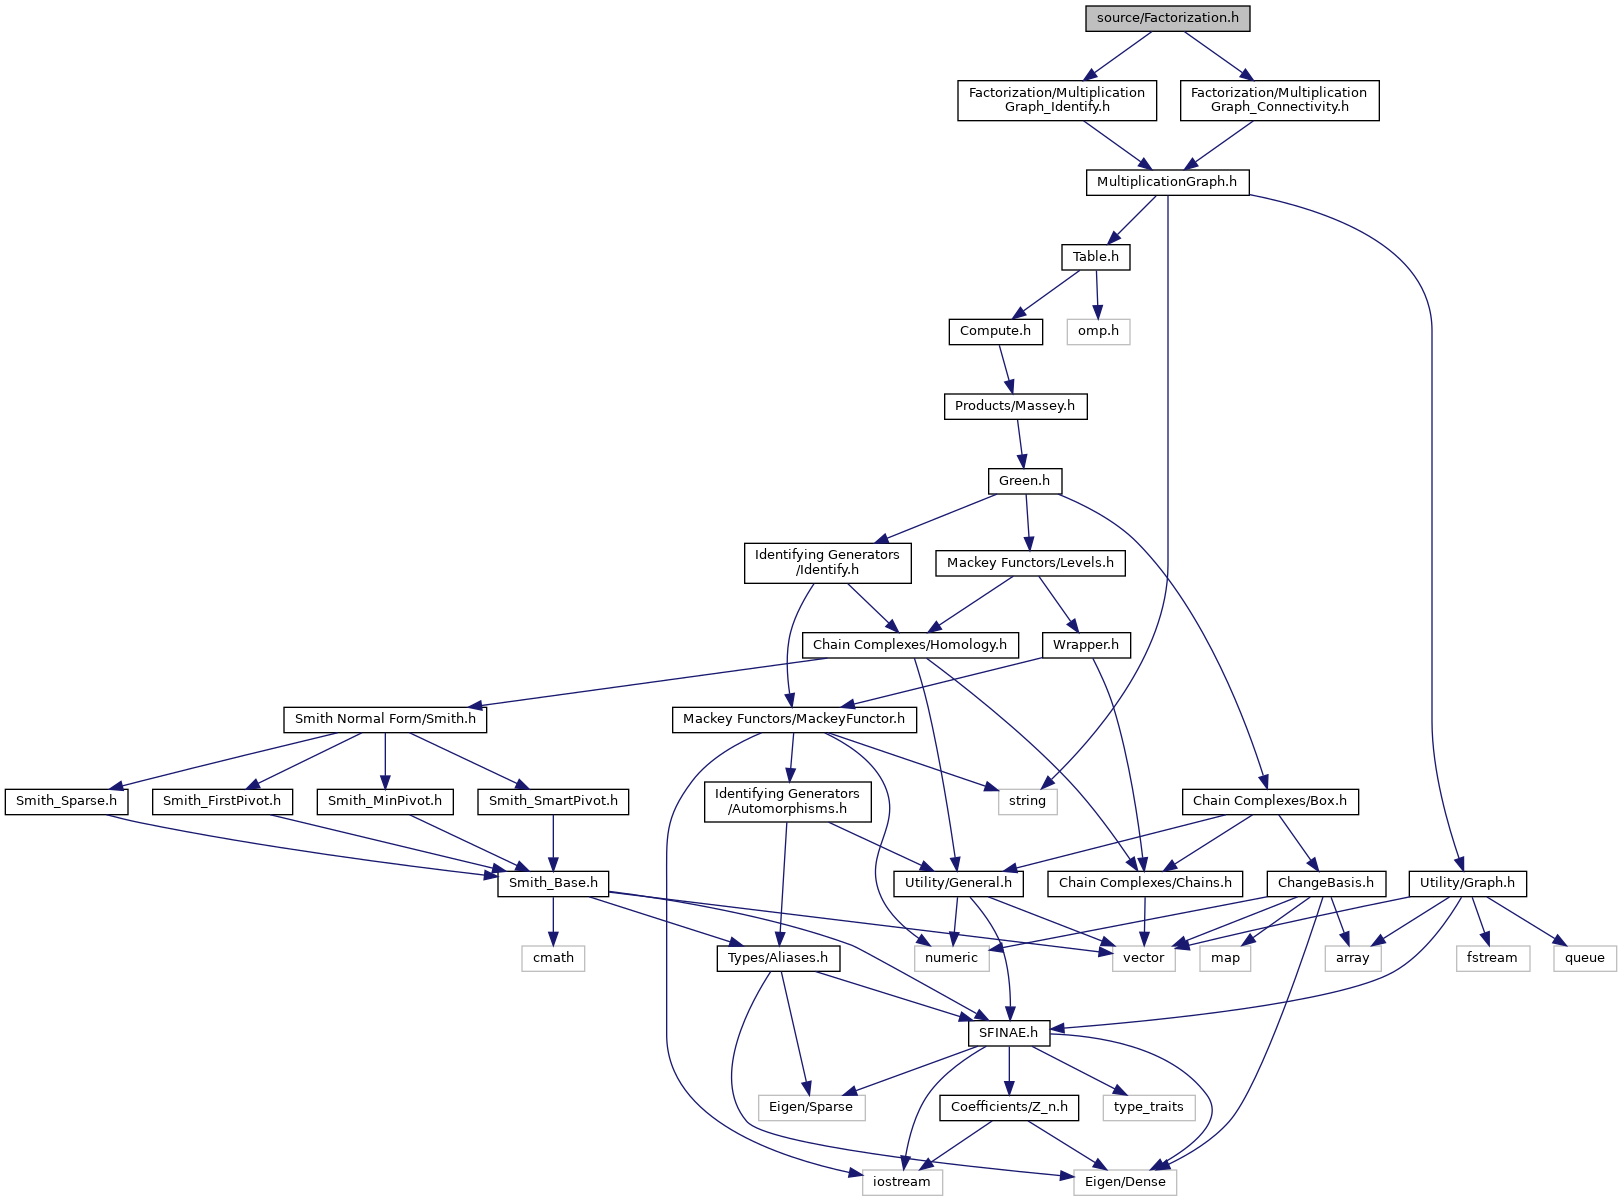 source/Factorization.h
Factorization/Multiplication
Graph_Identify.h
Factorization/Multiplication
Graph_Connectivity.h
MultiplicationGraph.h
Table.h
Compute.h
omp.h
Products/Massey.h
Green.h
Identifying Generators
/Identify.h
Mackey Functors/Levels.h
Chain Complexes/Homology.h
Wrapper.h
Smith Normal Form/Smith.h
Mackey Functors/MackeyFunctor.h
Smith_Sparse.h
Smith_FirstPivot.h
Smith_MinPivot.h
Smith_SmartPivot.h
Identifying Generators
/Automorphisms.h
string
Chain Complexes/Box.h
Smith_Base.h
Utility/General.h
Chain Complexes/Chains.h
ChangeBasis.h
Utility/Graph.h
cmath
Types/Aliases.h
numeric
vector
map
array
fstream
queue
SFINAE.h
Eigen/Sparse
Coefficients/Z_n.h
type_traits
iostream
Eigen/Dense